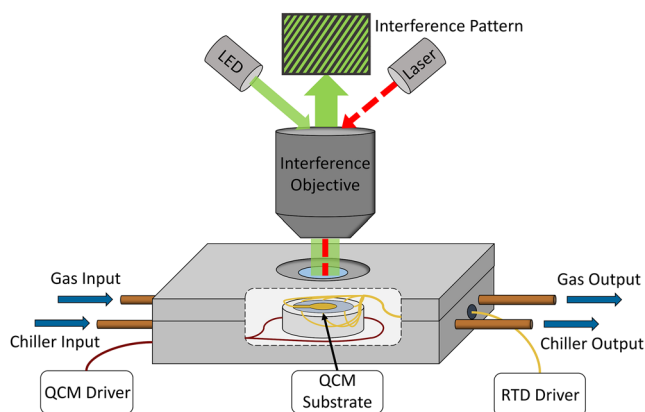 Interference Pattern
LED
Laser
Interference
Objective
Gas Input
Gas Output
Chiller Input
Chiller Output
QCM Driver
QCM
Substrate
RTD Driver